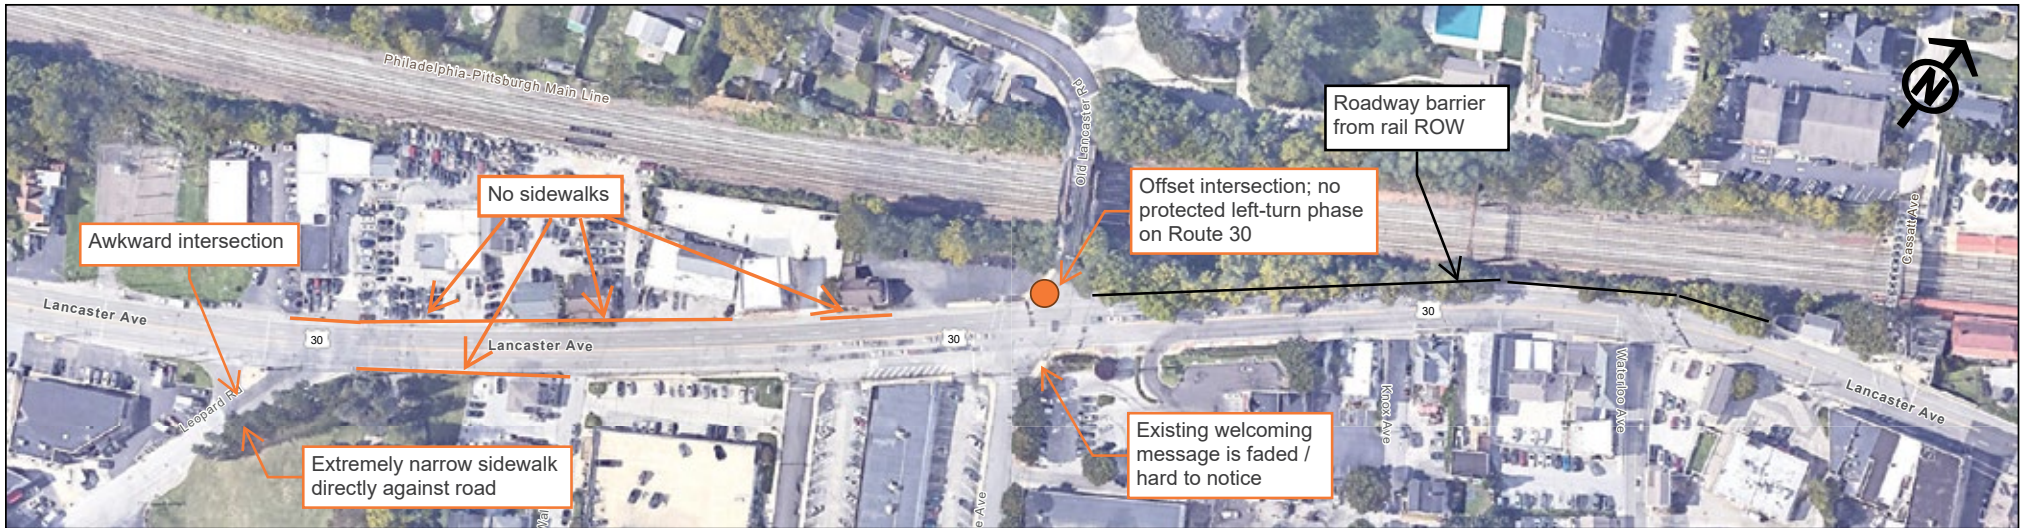 Philadelphia-Pittsburgh Main Line
Old Lancaster Rd
Roadway barrier
from rail ROW
N
Offset intersection; no
protected left-turn phase
on Route 30
No sidewalks
Awkward intersection
Cassatt Ave
Lancaster Ave
30
Lancaster Ave
30
30
Leopard Rd
Knox Ave
Waterloo Ave
Lancaster Ave
Extremely narrow sidewalk
directly against road
Existing welcoming
message is faded /
hard to notice
e Ave